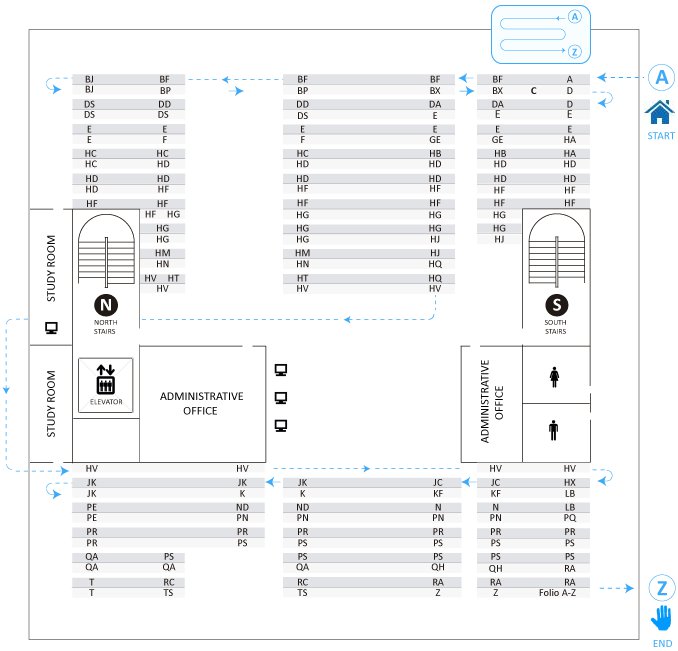 A
Z
A
START
BJ BF BF BF BF A
BJ BP BP BX BX C D
DS DD DD DA DA D
DS DS DS E E E
E E E E E E
E F F GE GE HA
HC HC HC HB HB HA
HC HD HD HD HD HD
HD HD HD HD HD HD
HD HF HF HF HF HF
HF HF HF HF HF HF
HF HG HG HG HG
HG HG HG HG
HG HG HJ HJ
HM HM HJ
HN HN HQ
HV HT HT HQ
HV HV HV
STUDY ROOM
N
NORTH
STAIRS
S
SOUTH
STAIRS
STUDY ROOM
ELEVATOR
ADMINISTRATIVE
OFFICE
ADMINISTRATIVE
OFFICE
HV HV HV HV
JK JK JK JC JC HX
JK K K KF KF LB
PE ND ND N N LB
PE PN PN PN PN PQ
PR PR PR PR PR PR
PR PS PS PS PS PS
QA PS PS PS PS PS
QA QA QA QH QH RA
T RC RC RA RA RA
T TS TS Z Z Folio A-Z
Z
END